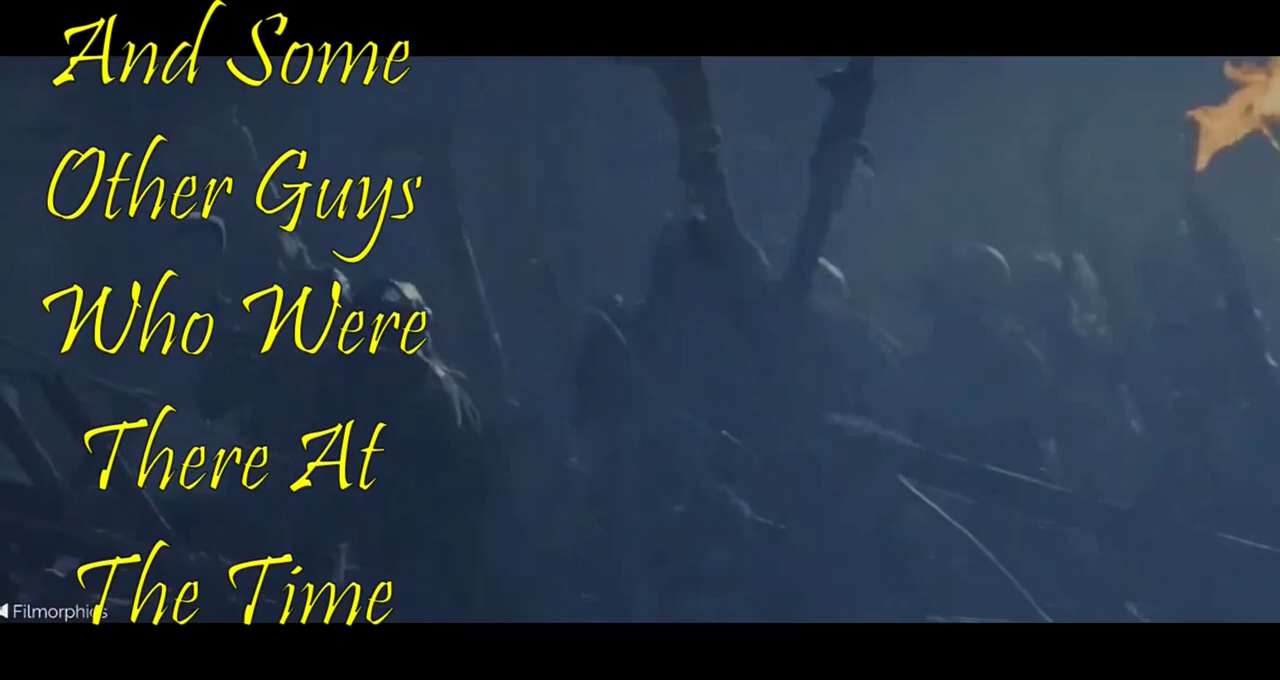 And Some
Other Guys
Who Were
There At
The Time
Filmorphics